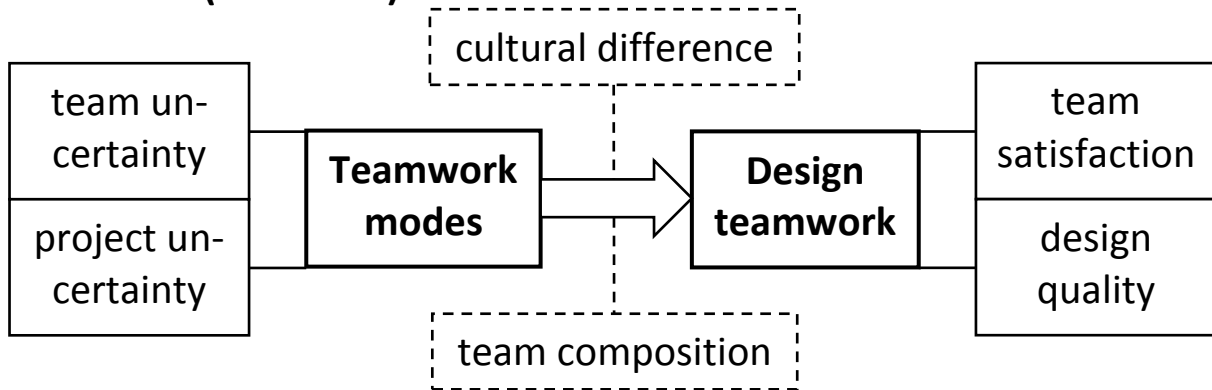 cultural difference
team un-
certainty
project un-
certainty
Teamwork
modes
Design
teamwork
team
satisfaction
design
quality
team composition